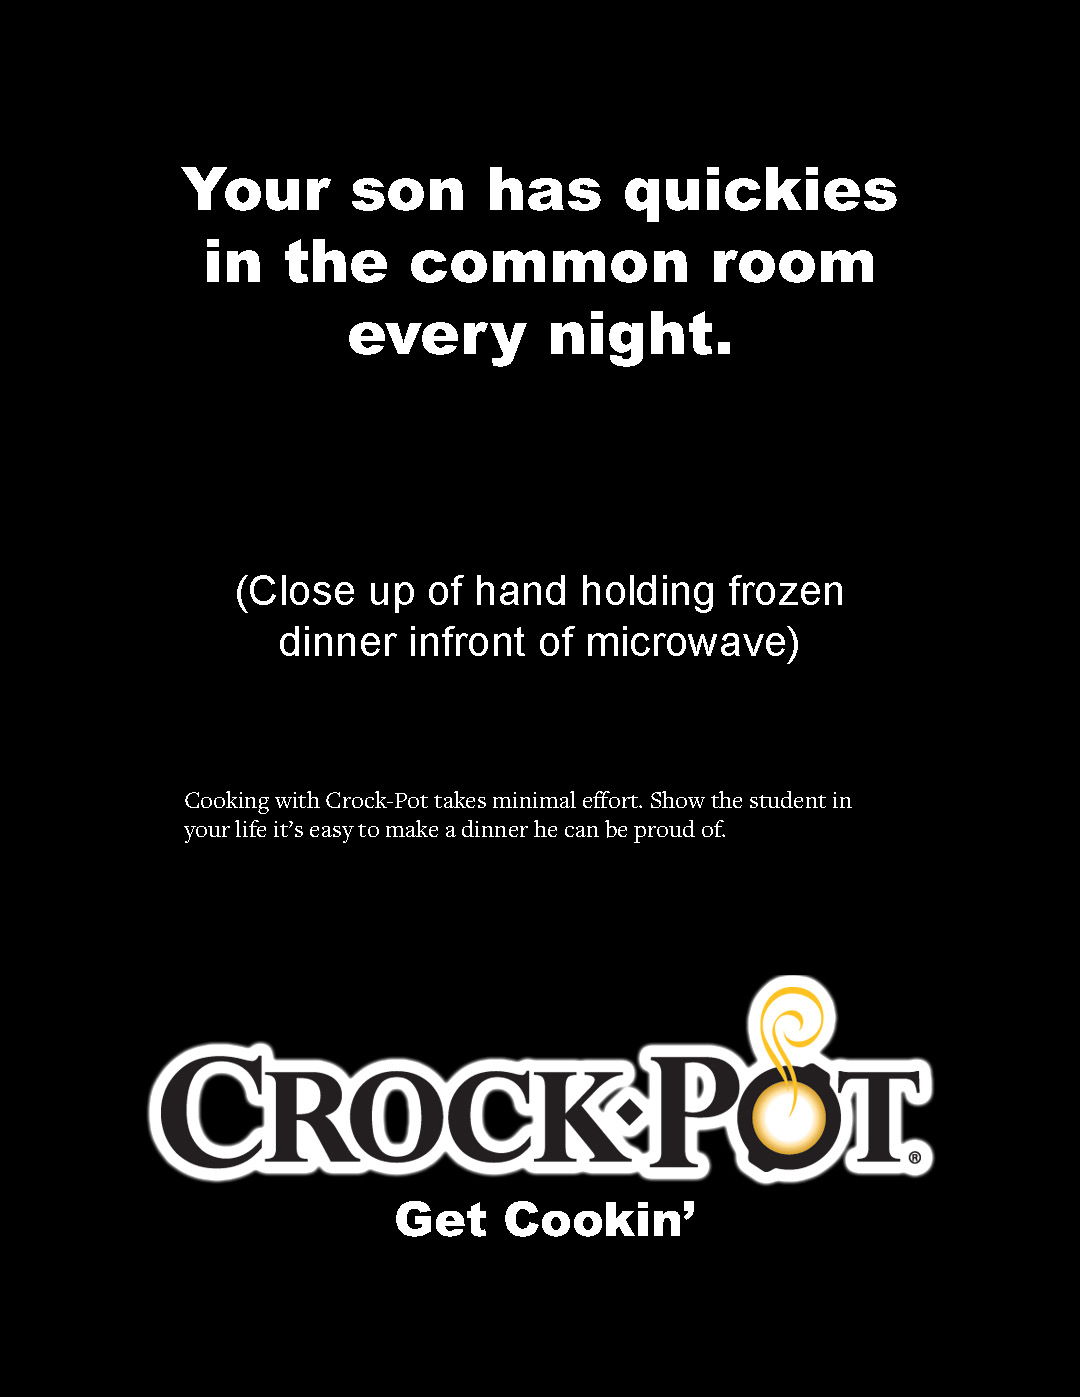 Your son has quickies
in the common room
every night.
(Close up of hand holding frozen
dinner infront of microwave)
Cooking with Crock-Pot takes minimal effort. Show the student in
your life it’s easy to make a dinner he can be proud of.
CROCK·POT®
Get Cookin’